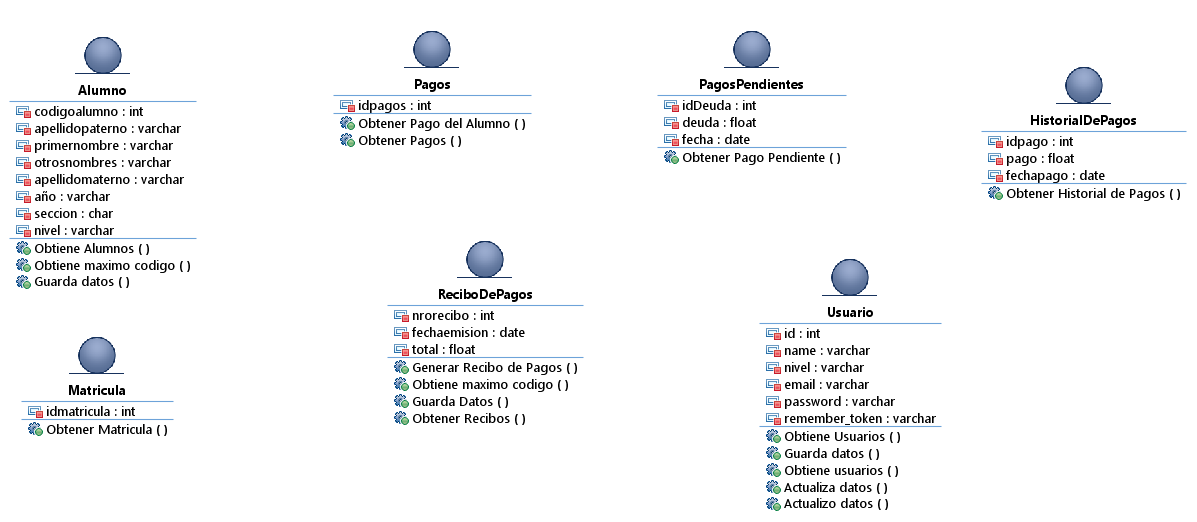 Alumno
codigoalumno : int
apellidopaterno : varchar
primernombre : varchar
otrosnombres : varchar
apellidomaterno : varchar
año : varchar
seccion : char
nivel : varchar
Obtiene Alumnos ( )
Obtiene maximo codigo ( )
Guarda datos ( )
Pagos
idpagos : int
Obtener Pago del Alumno ( )
Obtener Pagos ( )
PagosPendientes
idDeuda : int
deuda : float
fecha : date
Obtener Pago Pendiente ( )
HistorialDePagos
idpago : int
pago : float
fechapago : date
Obtener Historial de Pagos ( )
Matricula
idmatricula : int
Obtener Matricula ( )
ReciboDePagos
nrorecibo : int
fechaemision : date
total : float
Generar Recibo de Pagos ( )
Obtiene maximo codigo ( )
Guarda Datos ( )
Obtener Recibos ( )
Usuario
id : int
name : varchar
nivel : varchar
email : varchar
password : varchar
remember_token : varchar
Obtiene Usuarios ( )
Guarda datos ( )
Obtiene usuarios ( )
Actualiza datos ( )
Actualizo datos ( )